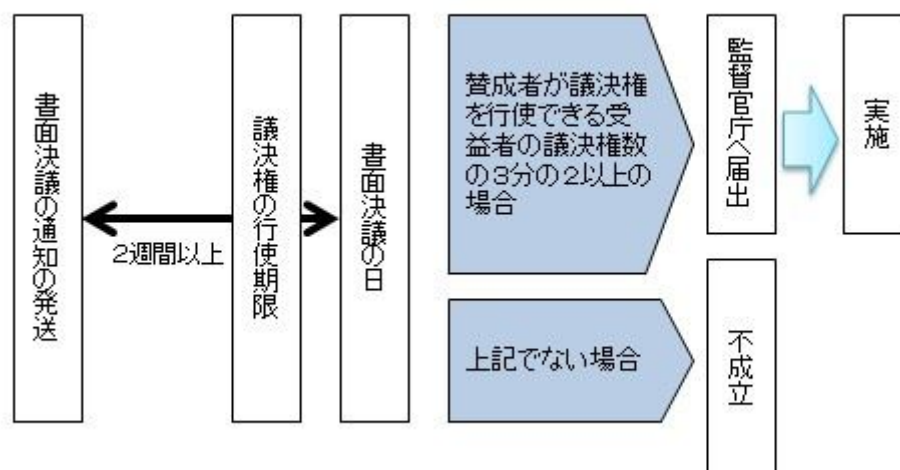 書面決議の通知の発送
2週間以上
議決権の行使期限
書面決議の日
賛成者が議決権
を行使できる受
益者の議決権数
の3分の2以上の
場合
監督官庁へ届出
実施
上記でない場合
不成立